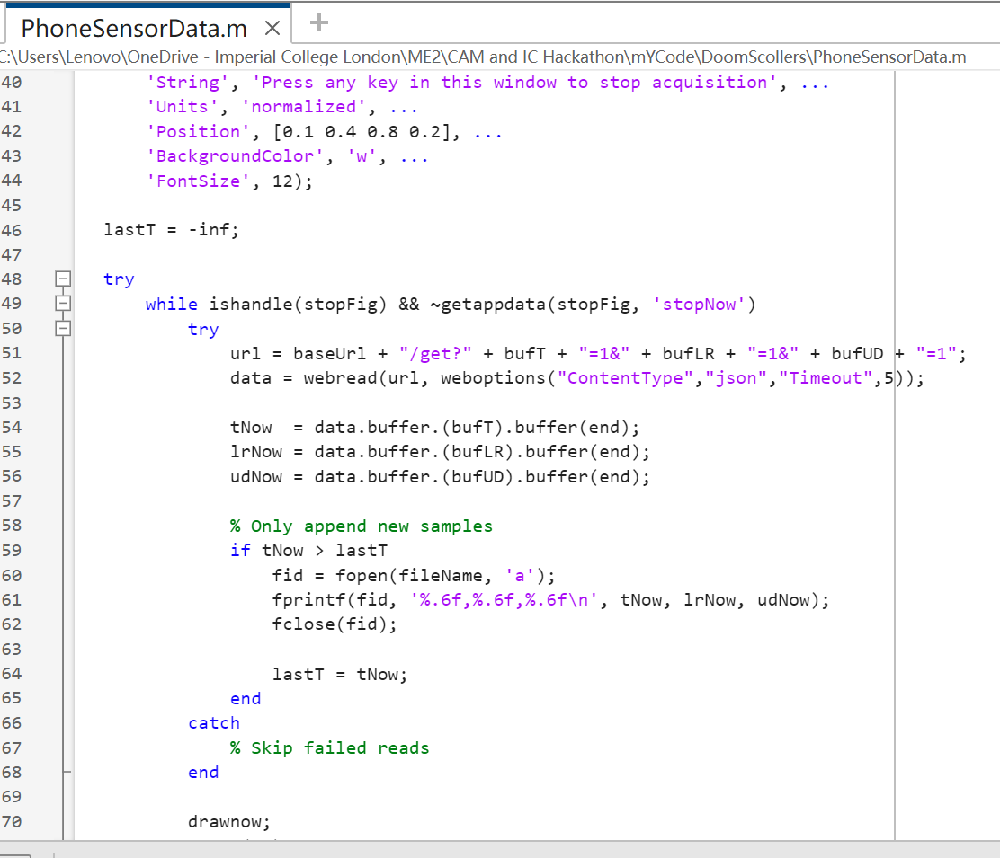 PhoneSensorData.m
C:\Users\Lenovo\OneDrive - Imperial College London\ME2\CAM and IC Hackathon\mYCode\DoomScollers\PhoneSensorData.m
40 'String', 'Press any key in this window to stop acquisition', ...
41 'Units', 'normalized', ...
42 'Position', [0.1 0.4 0.8 0.2], ...
43 'BackgroundColor', 'w', ...
44 'FontSize', 12);
45
46 lastT = -inf;
47
48 try
49 while ishandle(stopFig) && ~getappdata(stopFig, 'stopNow')
50 try
51 url = baseUrl + "/get?" + bufT + "=1&" + bufLR + "=1&" + bufUD + "=1";
52 data = webread(url, weboptions("ContentType","json","Timeout",5));
53
54 tNow  = data.buffer.(bufT).buffer(end);
55 lrNow = data.buffer.(bufLR).buffer(end);
56 udNow = data.buffer.(bufUD).buffer(end);
57
58 % Only append new samples
59 if tNow > lastT
60 fid = fopen(fileName, 'a');
61 fprintf(fid, '%.6f,%.6f,%.6f\n', tNow, lrNow, udNow);
62 fclose(fid);
63
64 lastT = tNow;
65 end
66 catch
67 % Skip failed reads
68 end
69
70 drawnow;